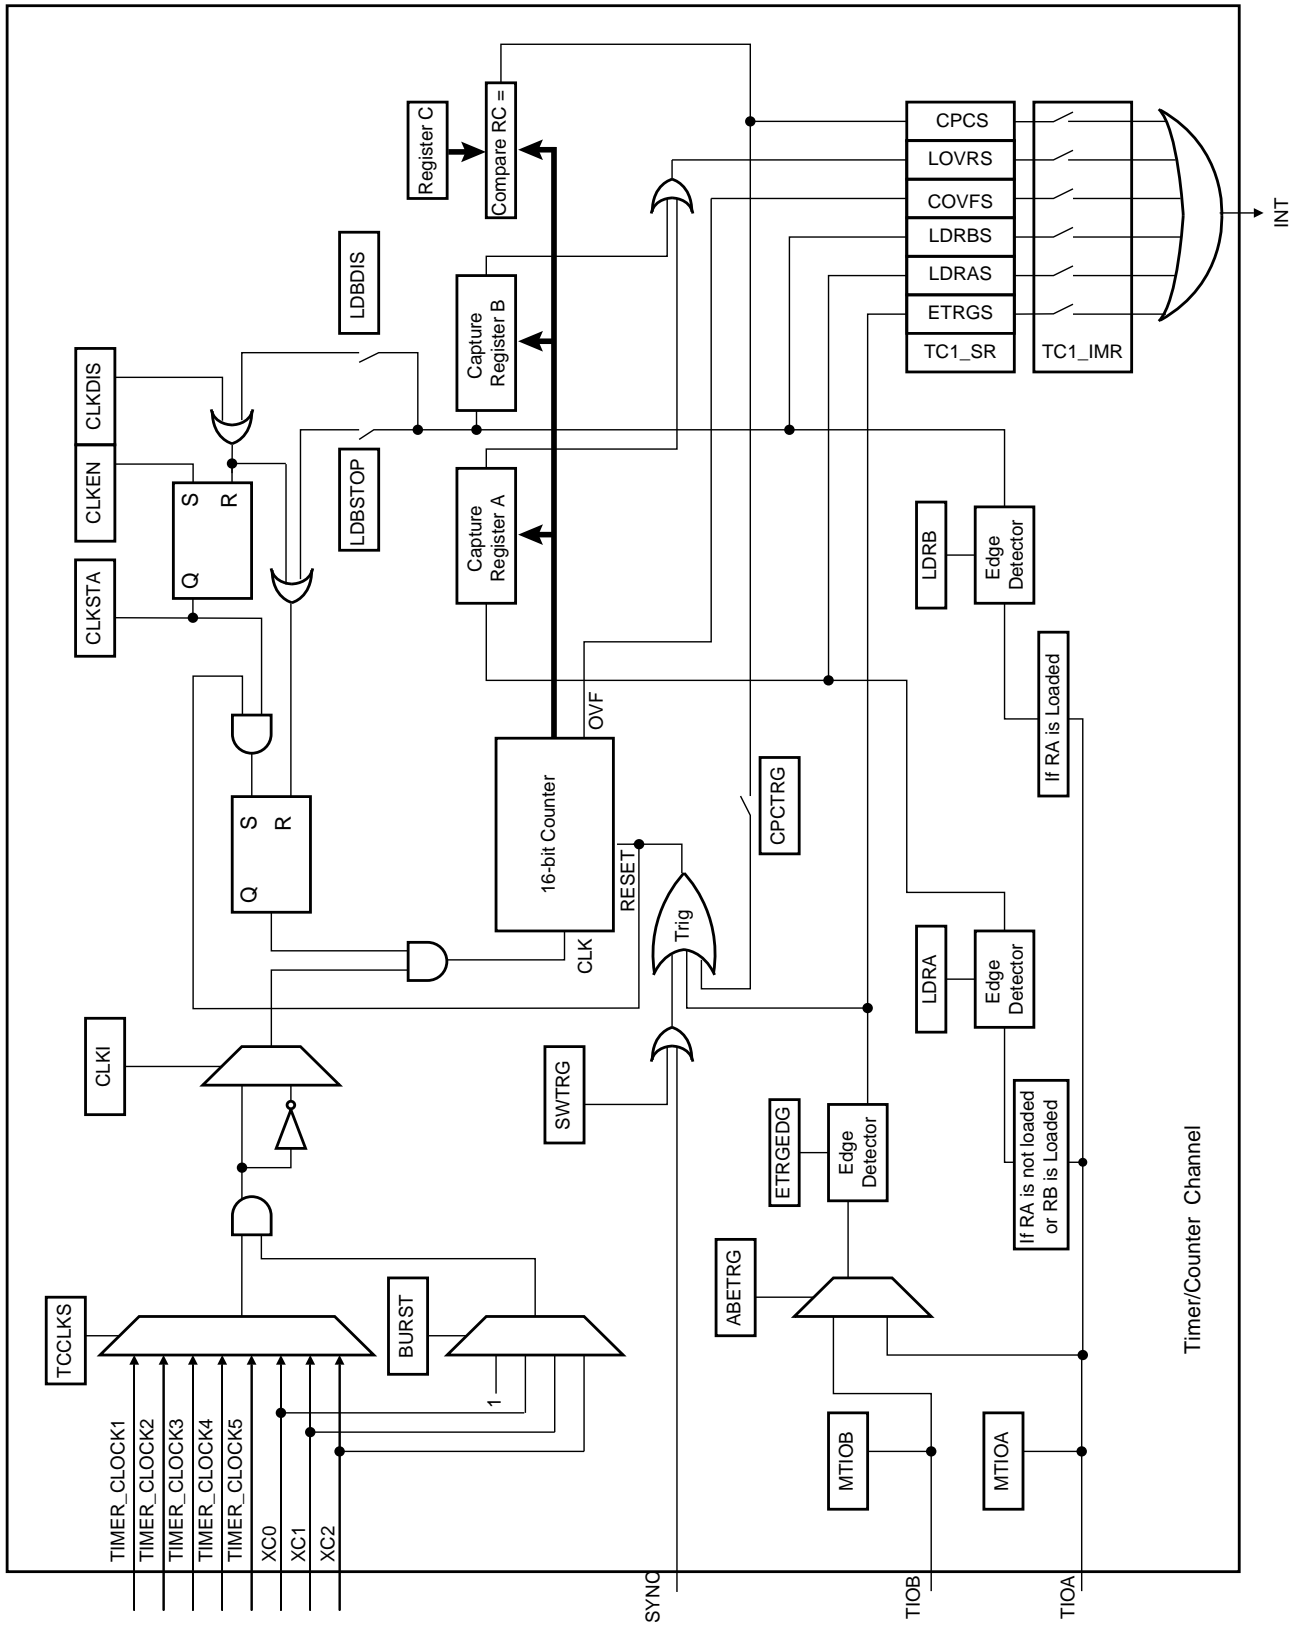 TCCLKS
TIMER_CLOCK1
TIMER_CLOCK2
TIMER_CLOCK3
TIMER_CLOCK4
TIMER_CLOCK5
XC0
XC1
XC2
BURST
1
CLKI
CLKSTA
CLKEN
CLKDIS
Q
S
R
Q
S
R
LDBSTOP
LDBDIS
Register C
Capture
Register A
Capture
Register B
Compare RC =
16-bit Counter
CLK
OVF
RESET
SWTRG
Trig
SYNC
CPCTRG
ABETRG
ETRGEDG
Edge
Detector
MTIOB
TIOB
MTIOA
TIOA
LDRA
Edge
Detector
If RA is not loaded
or RB is Loaded
LDRB
Edge
Detector
If RA is Loaded
CPCS
LOVRS
COVFS
LDRBS
LDRAS
ETRGS
TC1_SR
TC1_IMR
INT
Timer/Counter Channel